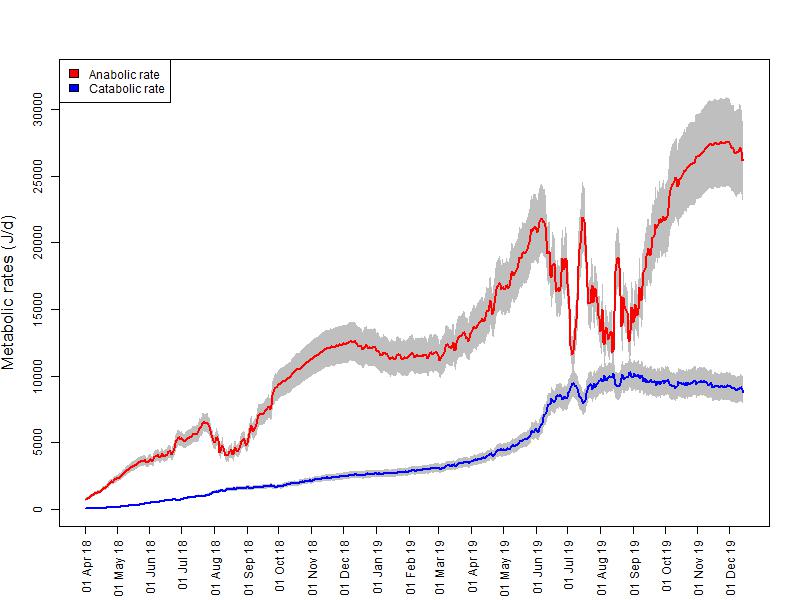 Anabolic rate
Catabolic rate
Metabolic rates (J/d)
30000
25000
20000
15000
10000
5000
0
01 Apr 18
01 May 18
01 Jun 18
01 Jul 18
01 Aug 18
01 Sep 18
01 Oct 18
01 Nov 18
01 Dec 18
01 Jan 19
01 Feb 19
01 Mar 19
01 Apr 19
01 May 19
01 Jun 19
01 Jul 19
01 Aug 19
01 Sep 19
01 Oct 19
01 Nov 19
01 Dec 19